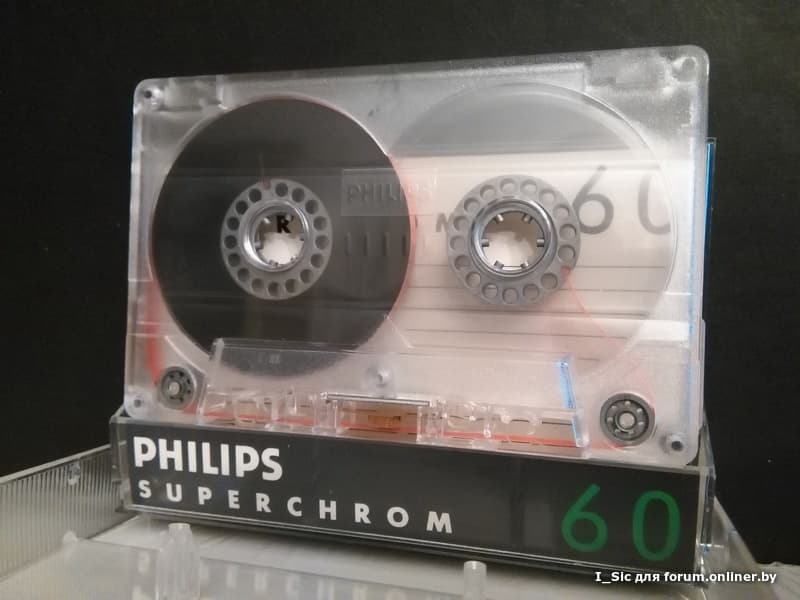 PHILIPS
60
R
PHILIPS
SUPERCHROM
60
I_Sic для forum.onliner.by